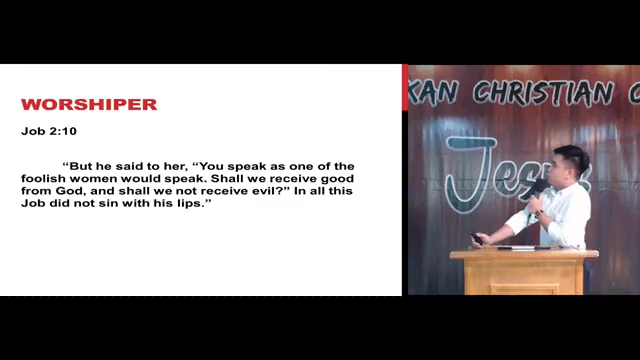 WORSHIPER
Job 2:10
“But he said to her, “You speak as one of the
foolish women would speak. Shall we receive good
from God, and shall we not receive evil?” In all this
Job did not sin with his lips.”
KAN CHRISTIAN C
Jesus